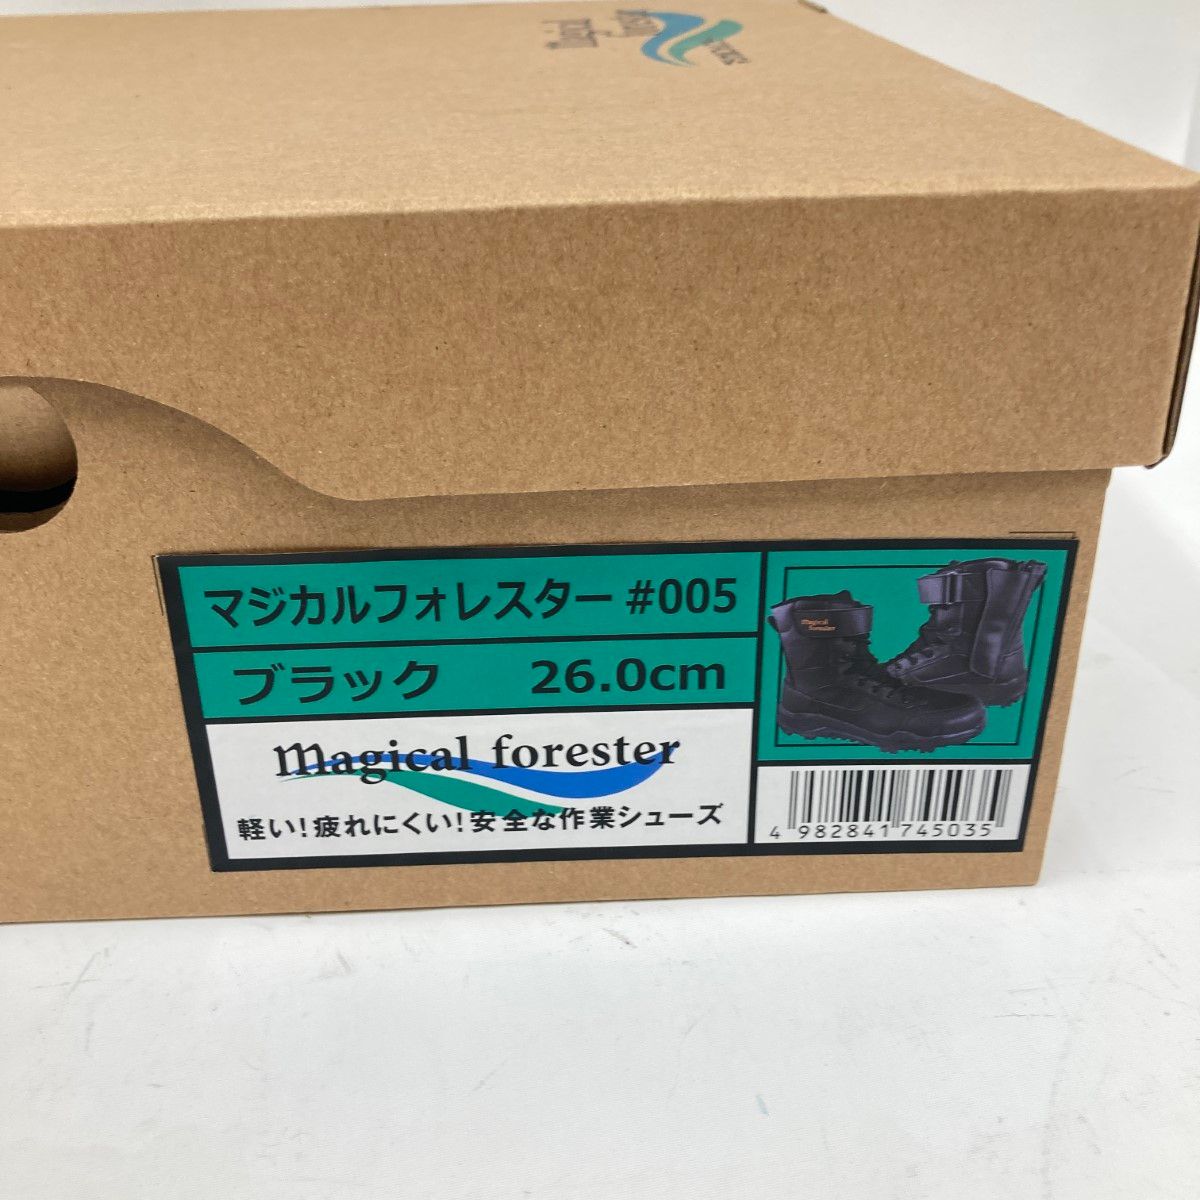 マジカルフォレスター #005
ブラック 26.0cm
magical forester
軽い!疲れにくい!安全な作業シューズ
magical
forester
4 982841 745035